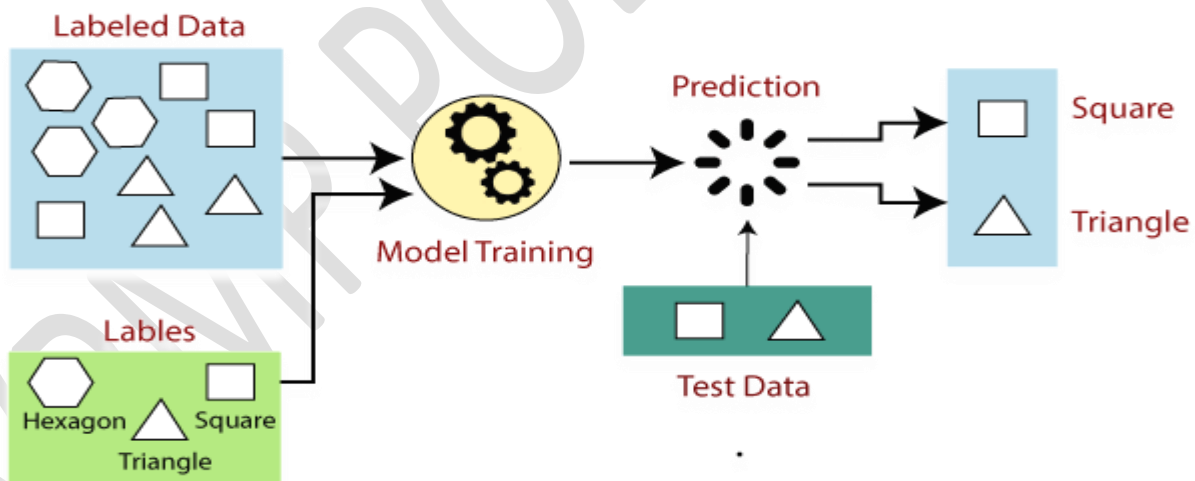 Labeled Data
Prediction
Square
Triangle
Model Training
Lables
Hexagon
Square
Triangle
Test Data
.